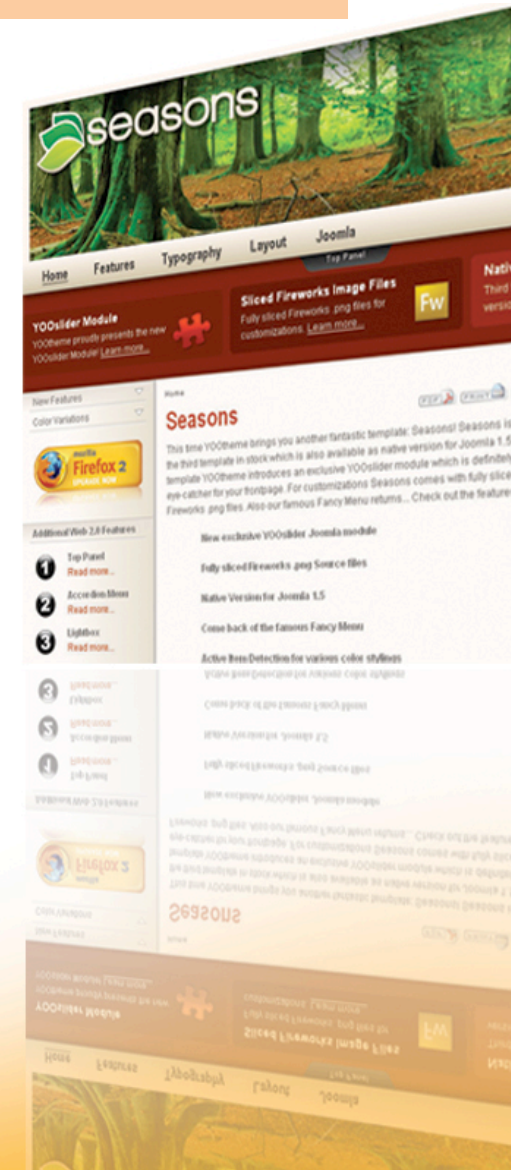 seasons
Home Features Typography Layout Joomla
Top Panel
YOOslider Module
YOOtheme proudly presents the new
YOOslider Module! Learn more...
Sliced Fireworks Image Files
Fully sliced Fireworks .png files for
customizations. Learn more...
Fw
Nativ
Third
versio
New Features
Color Variations
mozilla
Firefox 2
UPGRADE NOW
Additional Web 2.0 Features
1
Top Panel
Read more...
2
Accordion Menu
Read more...
3
Lightbox
Read more...
Home
PDF PRINT
Seasons
This time YOOtheme brings you another fantastic template: Seasons! Seasons is
the third template in stock which is also available as native version for Joomla 1.5
template YOOtheme introduces an exclusive YOOslider module which is definitely
eye-catcher for your frontpage. For customizations Seasons comes with fully slice
Fireworks .png files. Also our famous Fancy Menu returns... Check out the feature
New exclusive YOOslider Joomla module
Fully sliced Fireworks .png Source files
Native Version for Joomla 1.5
Come back of the famous Fancy Menu
Active Item Detection for various color stylings